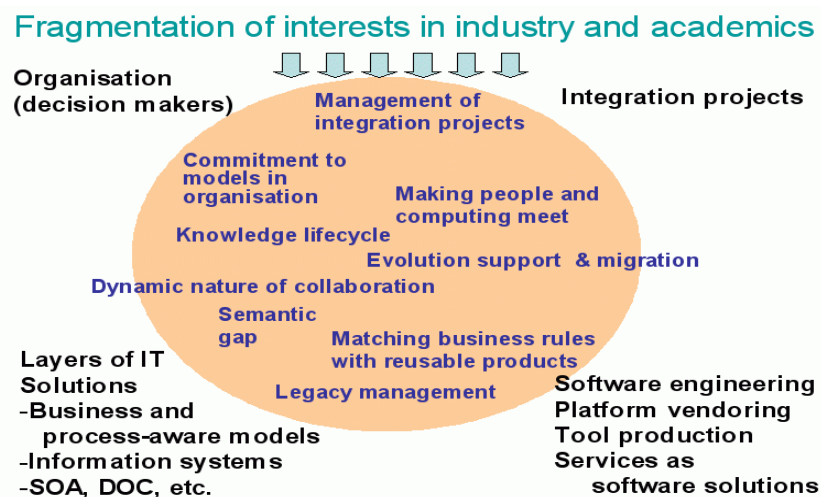 Fragmentation of interests in industry and academics
Organisation
(decision makers)
Integration projects
Management of
integration projects
Commitment to
models in
organisation
Making people and
computing meet
Knowledge lifecycle
Evolution support & migration
Dynamic nature of collaboration
Semantic
gap
Matching business rules
with reusable products
Legacy management
Layers of IT
Solutions
-Business and
process-aware models
-Information systems
-SOA, DOC, etc.
Software engineering
Platform vendoring
Tool production
Services as
software solutions